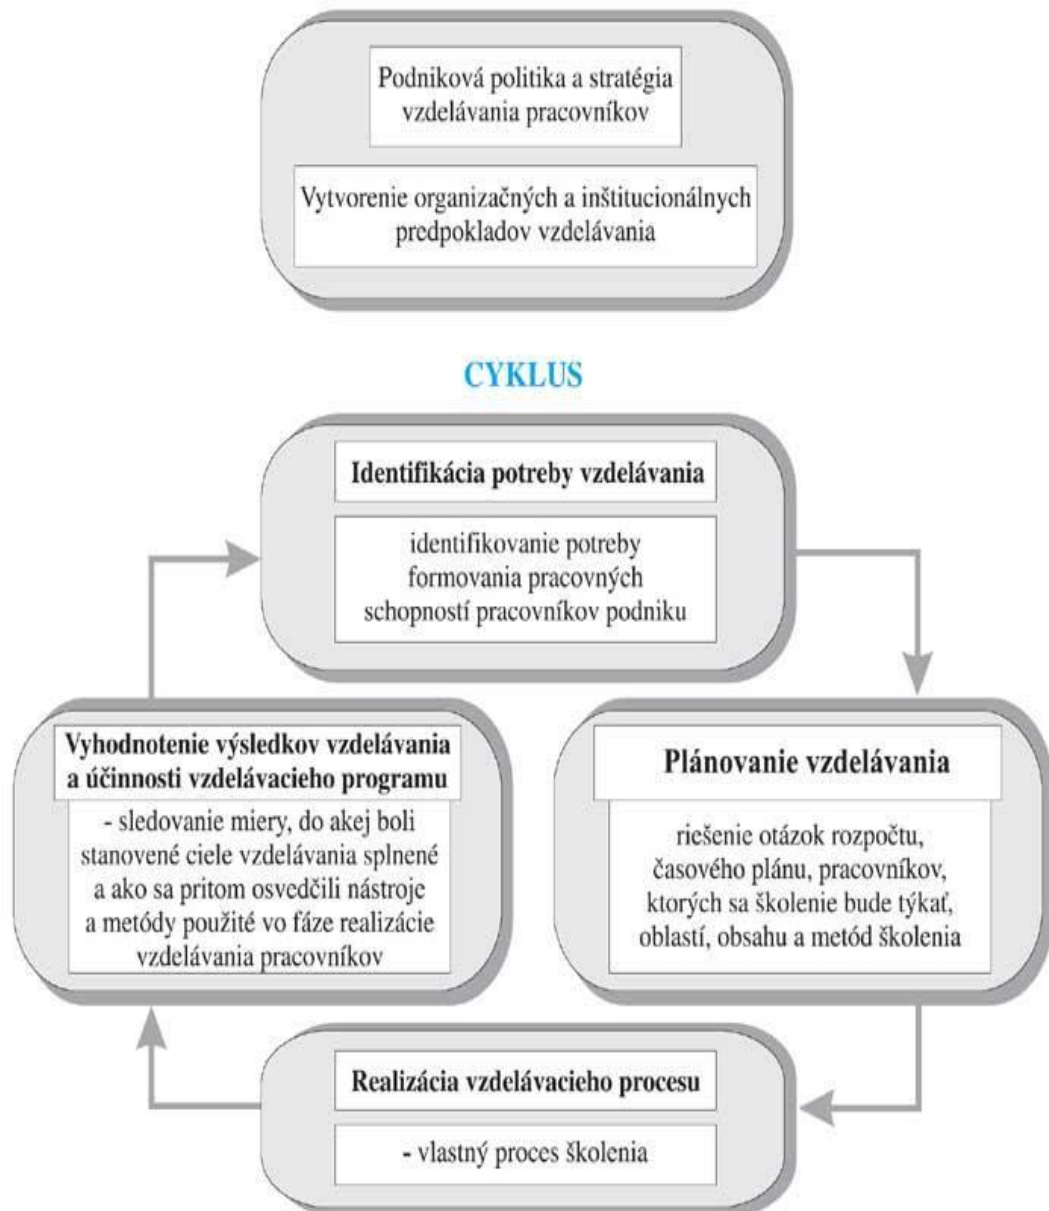 Podniková politika a stratégia
vzdelávania pracovníkov
Vytvorenie organizačných a inštitucionálnych
predpokladov vzdelávania
CYKLUS
Identifikácia potreby vzdelávania
identifikovanie potreby
formovania pracovných
schopností pracovníkov podniku
Plánovanie vzdelávania
riešenie otázok rozpočtu,
časového plánu, pracovníkov,
ktorých sa školenie bude týkať,
oblastí, obsahu a metód školenia
Realizácia vzdelávacieho procesu
- vlastný proces školenia
Vyhodnotenie výsledkov vzdelávania
a účinnosti vzdelávacieho programu
- sledovanie miery, do akej boli
stanovené ciele vzdelávania splnené
a ako sa pritom osvedčili nástroje
a metódy použité vo fáze realizácie
vzdelávania pracovníkov